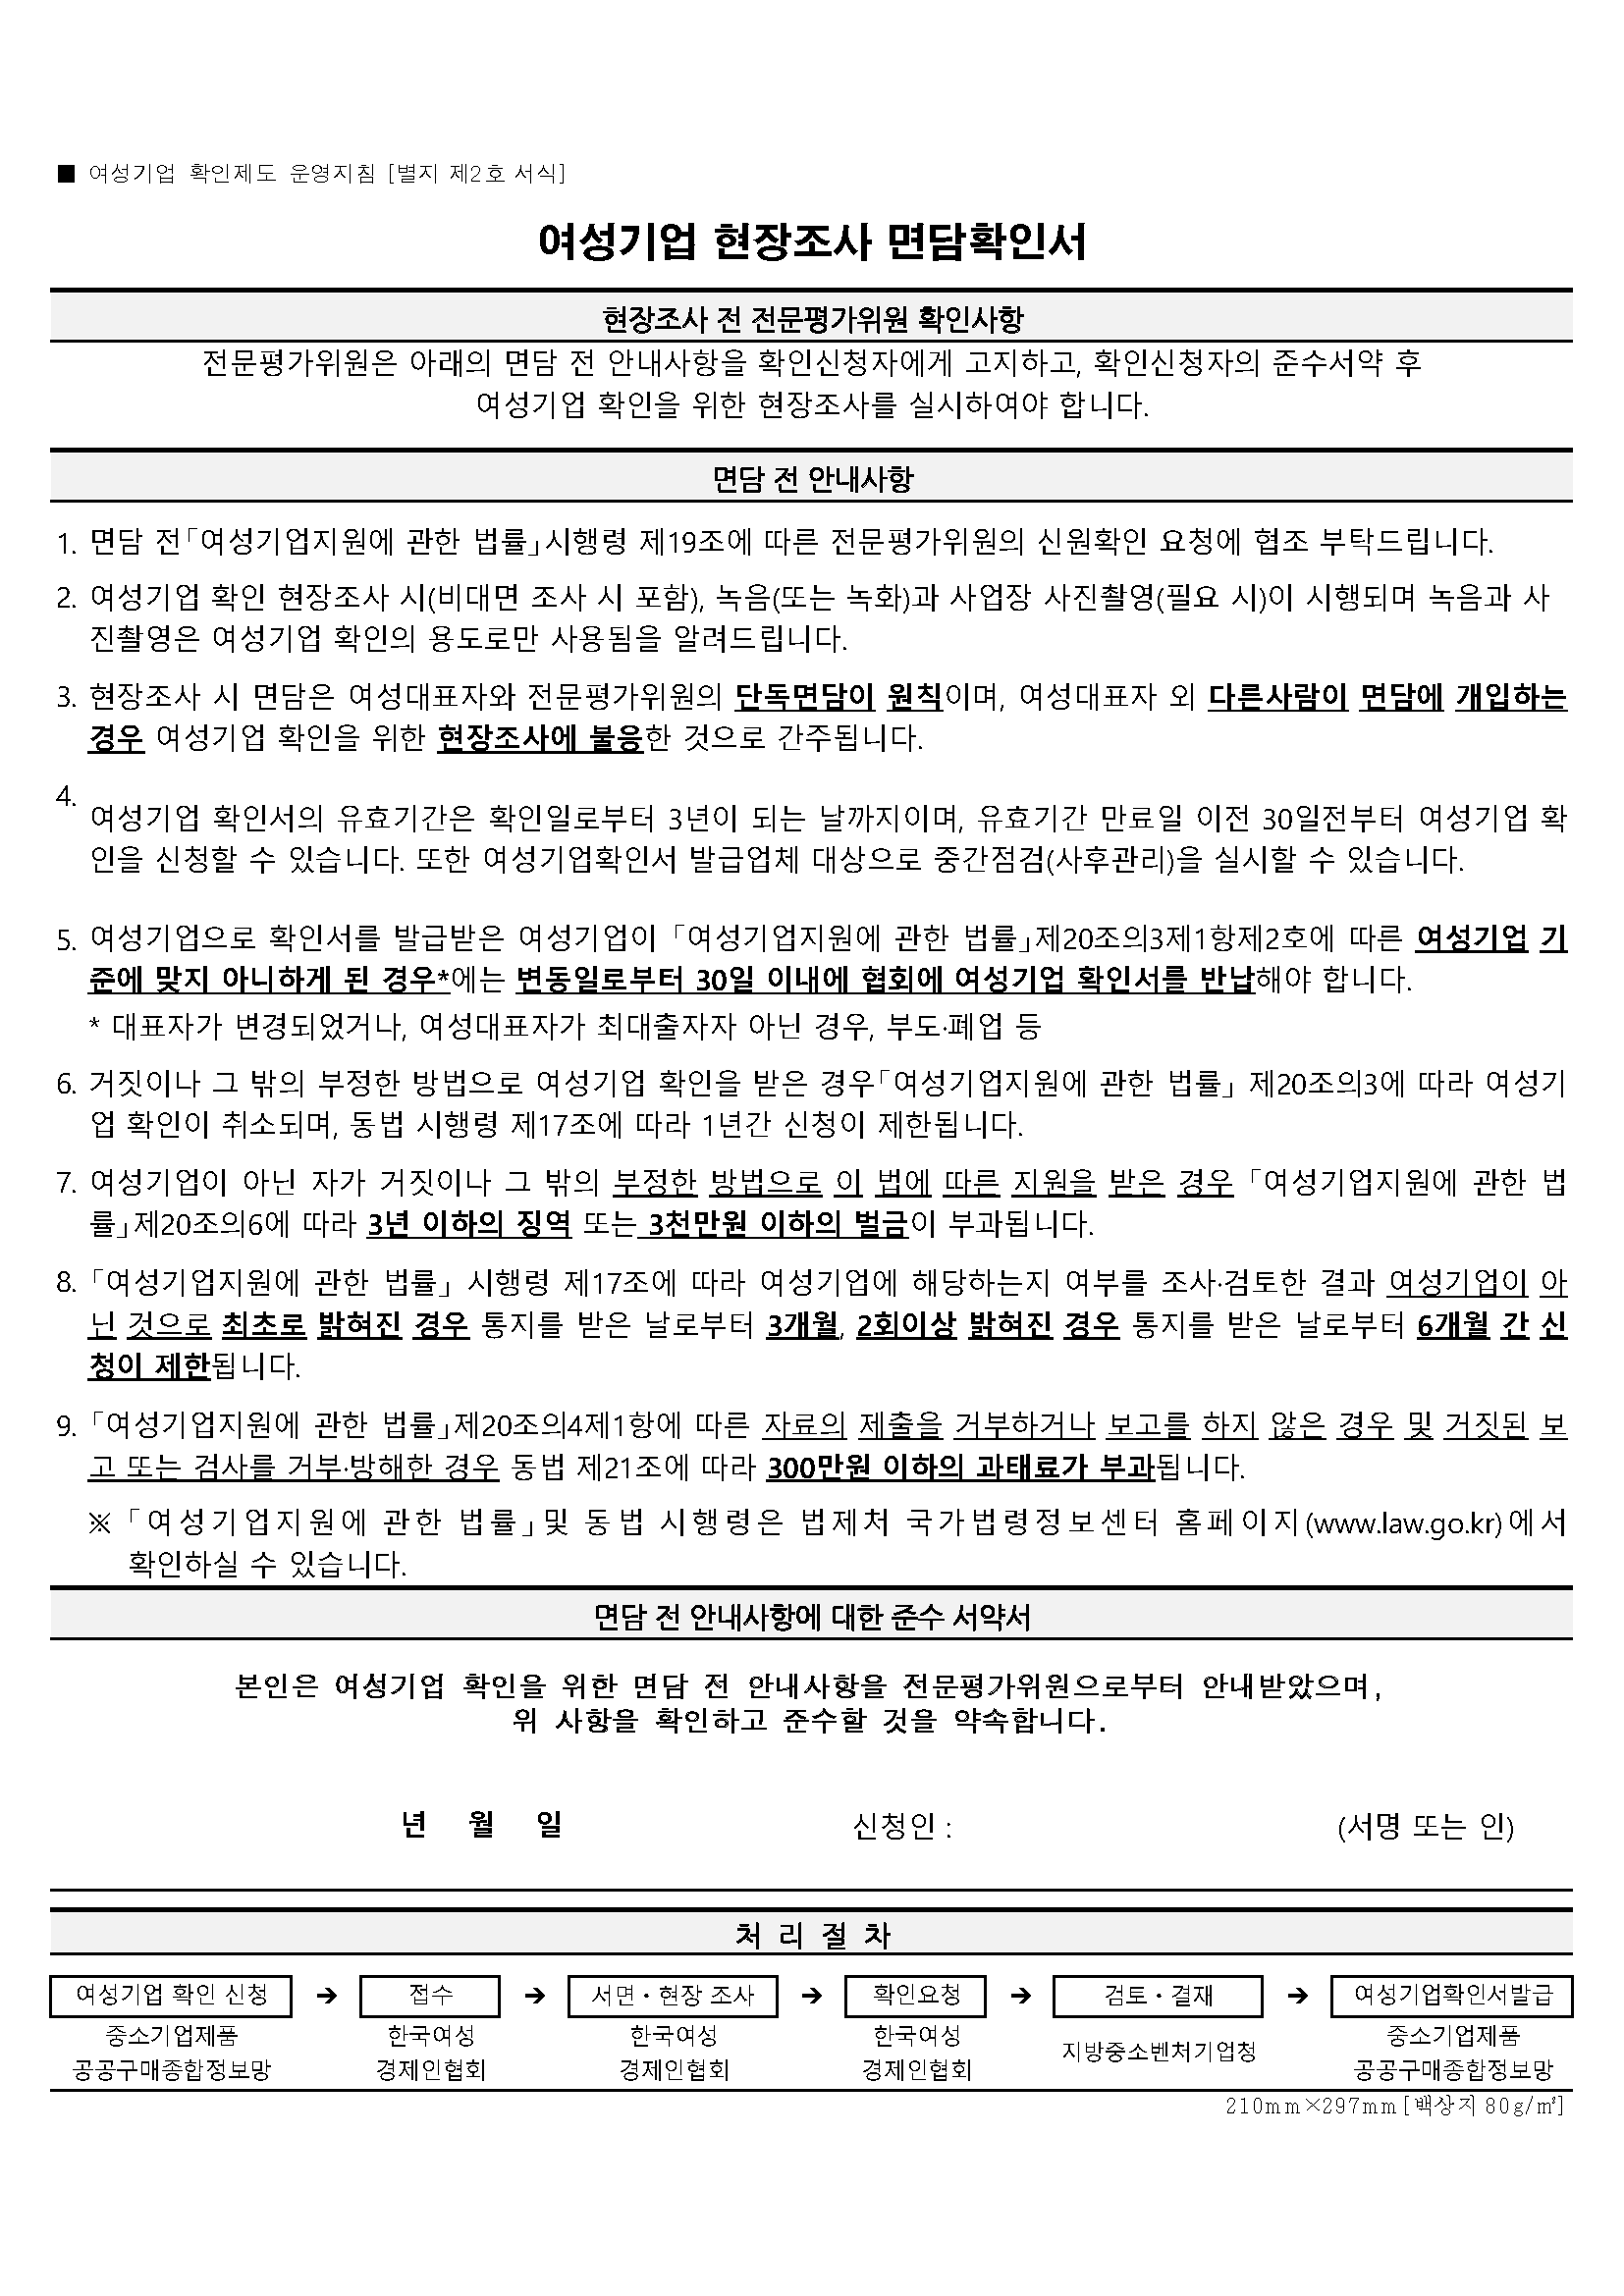 ■ 여성기업 확인제도 운영지침 [별지 제2호 서식]
여성기업 현장조사 면담확인서
현장조사 전 전문평가위원 확인사항
전문평가위원은 아래의 면담 전 안내사항을 확인신청자에게 고지하고, 확인신청자의 준수서약 후
여성기업 확인을 위한 현장조사를 실시하여야 합니다.
면담 전 안내사항
1. 면담 전「여성기업지원에 관한 법률」시행령 제19조에 따른 전문평가위원의 신원확인 요청에 협조 부탁드립니다.
2. 여성기업 확인 현장조사 시(비대면 조사 시 포함), 녹음(또는 녹화)과 사업장 사진촬영(필요 시)이 시행되며 녹음과 사
진촬영은 여성기업 확인의 용도로만 사용됨을 알려드립니다.
3. 현장조사 시 면담은 여성대표자와 전문평가위원의 단독면담이 원칙이며, 여성대표자 외 다른사람이 면담에 개입하는
경우 여성기업 확인을 위한 현장조사에 불응한 것으로 간주됩니다.
4.
여성기업 확인서의 유효기간은 확인일로부터 3년이 되는 날까지이며, 유효기간 만료일 이전 30일전부터 여성기업 확
인을 신청할 수 있습니다. 또한 여성기업확인서 발급업체 대상으로 중간점검(사후관리)을 실시할 수 있습니다.
5. 여성기업으로 확인서를 발급받은 여성기업이 「여성기업지원에 관한 법률」제20조의3제1항제2호에 따른 여성기업 기
준에 맞지 아니하게 된 경우*에는 변동일로부터 30일 이내에 협회에 여성기업 확인서를 반납해야 합니다.
* 대표자가 변경되었거나, 여성대표자가 최대출자자 아닌 경우, 부도·폐업 등
6. 거짓이나 그 밖의 부정한 방법으로 여성기업 확인을 받은 경우「여성기업지원에 관한 법률」 제20조의3에 따라 여성기
업 확인이 취소되며, 동법 시행령 제17조에 따라 1년간 신청이 제한됩니다.
7. 여성기업이 아닌 자가 거짓이나 그 밖의 부정한 방법으로 이 법에 따른 지원을 받은 경우 「여성기업지원에 관한 법
률」제20조의6에 따라 3년 이하의 징역 또는 3천만원 이하의 벌금이 부과됩니다.
8. 「여성기업지원에 관한 법률」 시행령 제17조에 따라 여성기업에 해당하는지 여부를 조사·검토한 결과 여성기업이 아
닌 것으로 최초로 밝혀진 경우 통지를 받은 날로부터 3개월, 2회이상 밝혀진 경우 통지를 받은 날로부터 6개월 간 신
청이 제한됩니다.
9. 「여성기업지원에 관한 법률」제20조의4제1항에 따른 자료의 제출을 거부하거나 보고를 하지 않은 경우 및 거짓된 보
고 또는 검사를 거부·방해한 경우 동법 제21조에 따라 300만원 이하의 과태료가 부과됩니다.
※「여성기업지원에 관한 법률」및 동법 시행령은 법제처 국가법령정보센터 홈페이지(www.law.go.kr)에서
확인하실 수 있습니다.
면담 전 안내사항에 대한 준수 서약서
본인은 여성기업 확인을 위한 면담 전 안내사항을 전문평가위원으로부터 안내받았으며,
위 사항을 확인하고 준수할 것을 약속합니다.
년 월 일 신청인 : (서명 또는 인)
처 리 절 차
여성기업 확인 신청 ➔ 접수 ➔ 서면·현장 조사 ➔ 확인요청 ➔ 검토·결재 ➔ 여성기업확인서발급
중소기업제품 한국여성 한국여성 한국여성 지방중소벤처기업청 중소기업제품
공공구매종합정보망 경제인협회 경제인협회 경제인협회 공공구매종합정보망
210mm×297mm[백상지 80g/㎡]